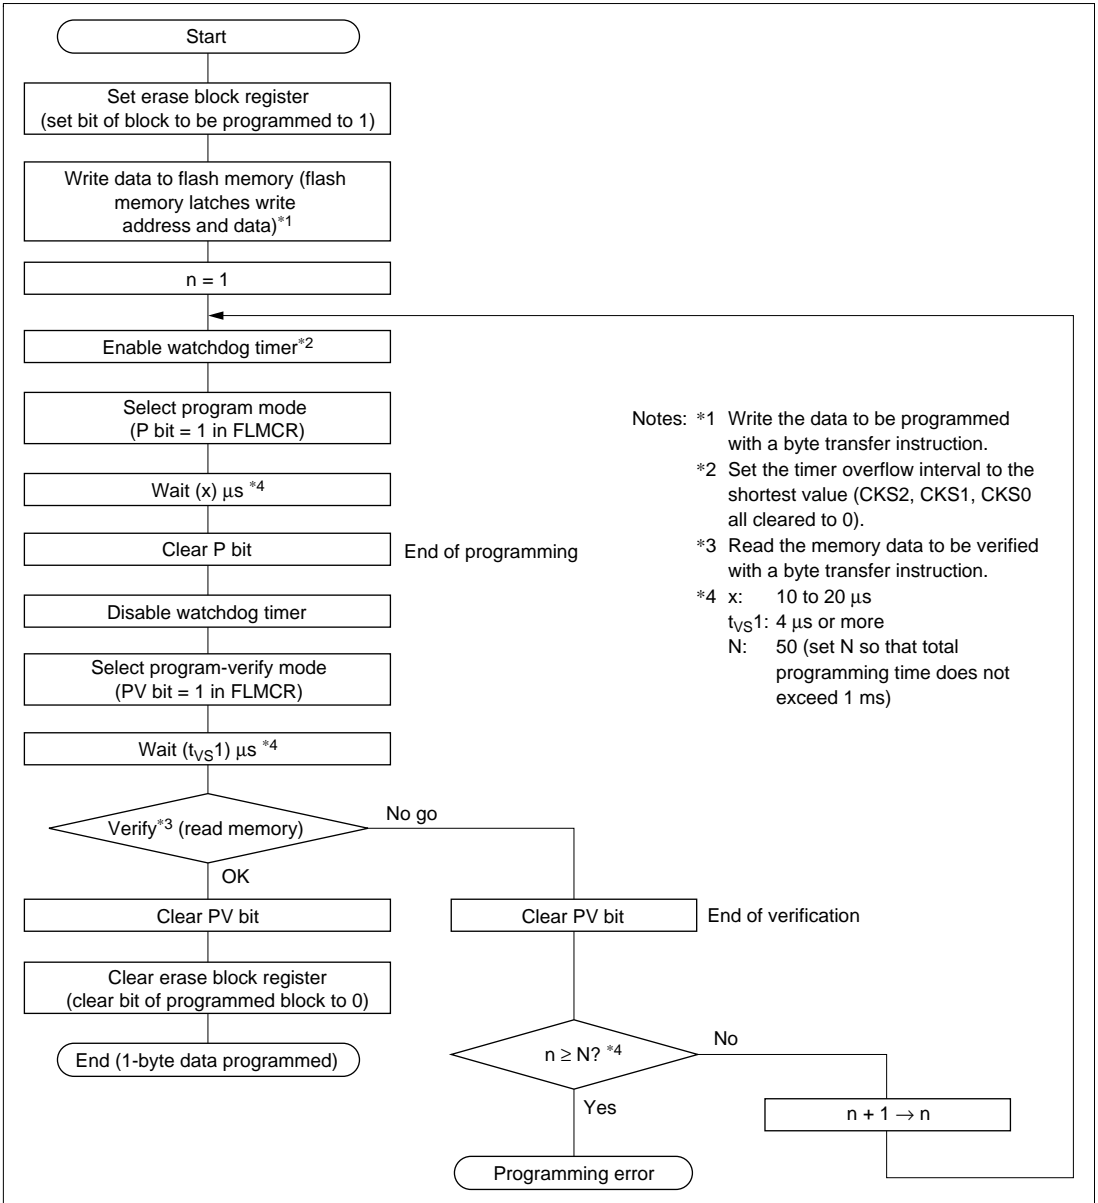 Start
Set erase block register
(set bit of block to be programmed to 1)
Write data to flash memory (flash
memory latches write
address and data)*1
n = 1
Enable watchdog timer*2
Select program mode
(P bit = 1 in FLMCR)
Wait (x) μs *4
Clear P bit
End of programming
Disable watchdog timer
Select program-verify mode
(PV bit = 1 in FLMCR)
Wait (tVS1) μs *4
Verify*3 (read memory)
No go
OK
Clear PV bit
Clear erase block register
(clear bit of programmed block to 0)
End (1-byte data programmed)
Clear PV bit
End of verification
n ≥ N? *4
No
Yes
n + 1 → n
Programming error
Notes: *1 Write the data to be programmed
with a byte transfer instruction.
*2 Set the timer overflow interval to the
shortest value (CKS2, CKS1, CKS0
all cleared to 0).
*3 Read the memory data to be verified
with a byte transfer instruction.
*4 x: 10 to 20 μs
tVS1: 4 μs or more
N: 50 (set N so that total
programming time does not
exceed 1 ms)